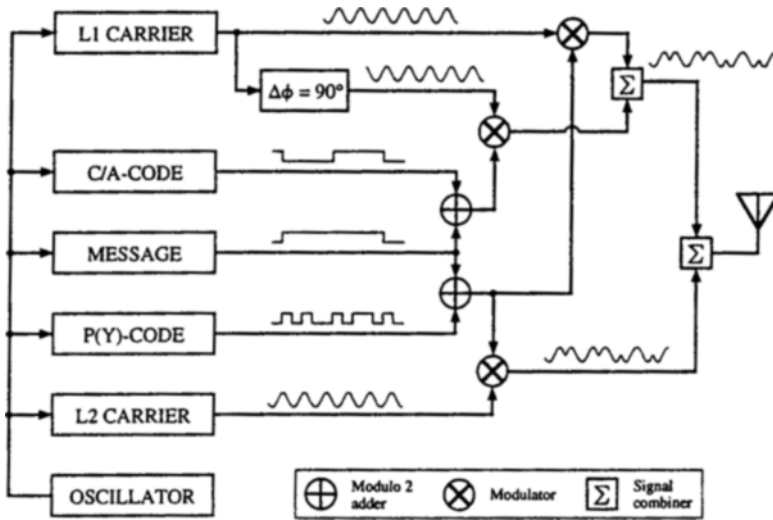 L1 CARRIER
Δϕ = 90°
Σ
C/A-CODE
MESSAGE
Σ
P(Y)-CODE
L2 CARRIER
OSCILLATOR
Modulo 2
adder
Modulator
Σ
Signal
combiner